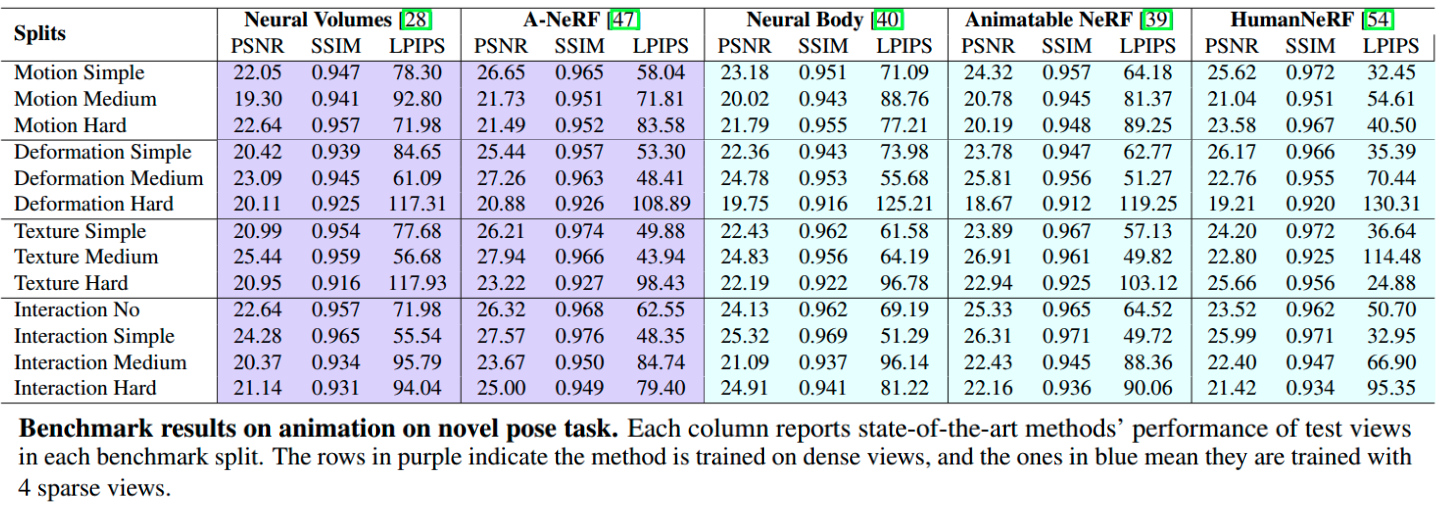 Splits Neural Volumes [28] A-NeRF [47] Neural Body [40] Animatable NeRF [39] HumanNeRF [54]
PSNR SSIM LPIPS PSNR SSIM LPIPS PSNR SSIM LPIPS PSNR SSIM LPIPS PSNR SSIM LPIPS
Motion Simple 22.05 0.947 78.30 26.65 0.965 58.04 23.18 0.951 71.09 24.32 0.957 64.18 25.62 0.972 32.45
Motion Medium 19.30 0.941 92.80 21.73 0.951 71.81 20.02 0.943 88.76 20.78 0.945 81.37 21.04 0.951 54.61
Motion Hard 22.64 0.957 71.98 21.49 0.952 83.58 21.79 0.955 77.21 20.19 0.948 89.25 23.58 0.967 40.50
Deformation Simple 20.42 0.939 84.65 25.44 0.957 53.30 22.36 0.943 73.98 23.78 0.947 62.77 26.17 0.966 35.39
Deformation Medium 23.09 0.945 61.09 27.26 0.963 48.41 24.78 0.953 55.68 25.81 0.956 51.27 22.76 0.955 70.44
Deformation Hard 20.11 0.925 117.31 20.88 0.926 108.89 19.75 0.916 125.21 18.67 0.912 119.25 19.21 0.920 130.31
Texture Simple 20.99 0.954 77.68 26.21 0.974 49.88 22.43 0.962 61.58 23.89 0.967 57.13 24.20 0.972 36.64
Texture Medium 25.44 0.959 56.68 27.94 0.966 43.94 24.83 0.956 64.19 26.91 0.961 49.82 22.80 0.925 114.48
Texture Hard 20.95 0.916 117.93 23.22 0.927 98.43 22.19 0.922 96.78 22.94 0.925 103.12 25.66 0.956 24.88
Interaction No 22.64 0.957 71.98 26.32 0.968 62.55 24.13 0.962 69.19 25.33 0.965 64.52 23.52 0.962 50.70
Interaction Simple 24.28 0.965 55.54 27.57 0.976 48.35 25.32 0.969 51.29 26.31 0.971 49.72 25.99 0.971 32.95
Interaction Medium 20.37 0.934 95.79 23.67 0.950 84.74 21.09 0.937 96.14 22.43 0.945 88.36 22.40 0.947 66.90
Interaction Hard 21.14 0.931 94.04 25.00 0.949 79.40 24.91 0.941 81.22 22.16 0.936 90.06 21.42 0.934 95.35
Benchmark results on animation on novel pose task. Each column reports state-of-the-art methods' performance of test views
in each benchmark split. The rows in purple indicate the method is trained on dense views, and the ones in blue mean they are trained with
4 sparse views.